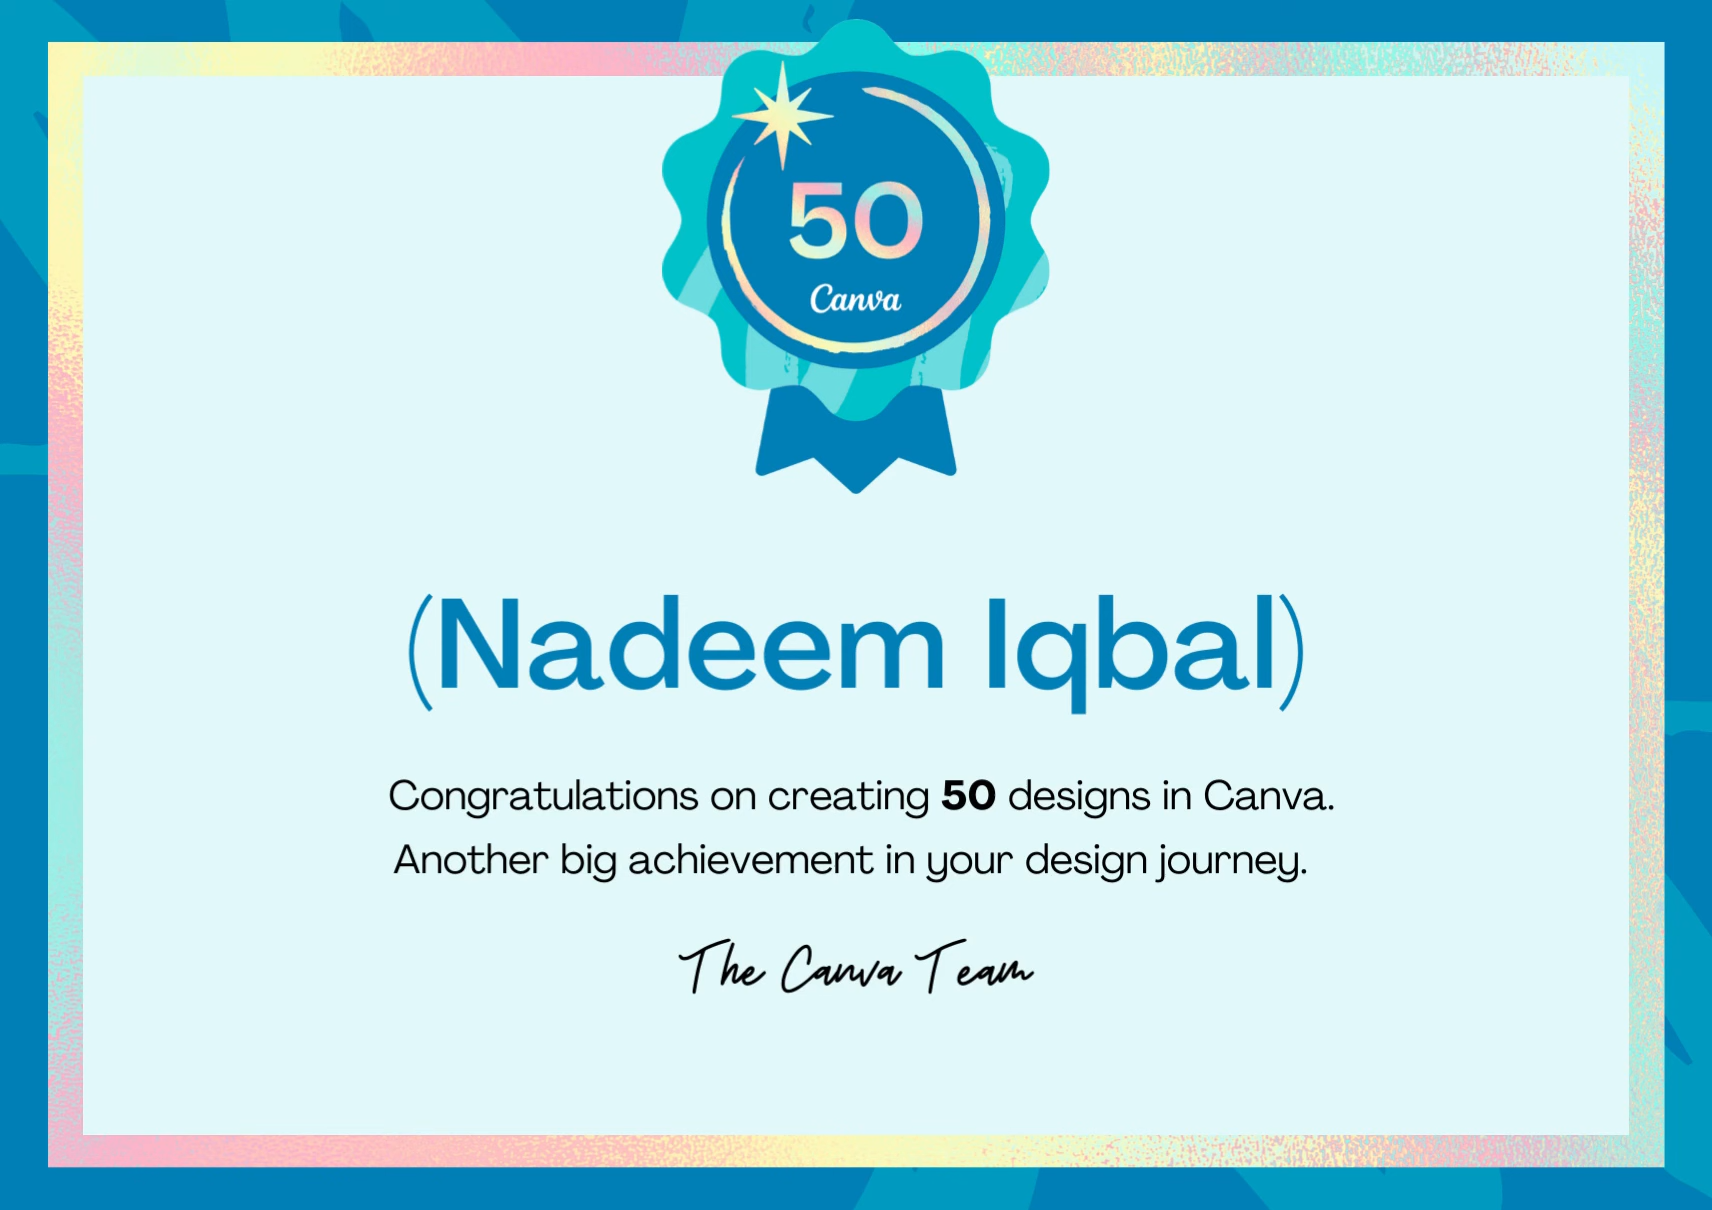 50
Canva
(Nadeem Iqbal)
Congratulations on creating 50 designs in Canva.
Another big achievement in your design journey.
The Canva Team